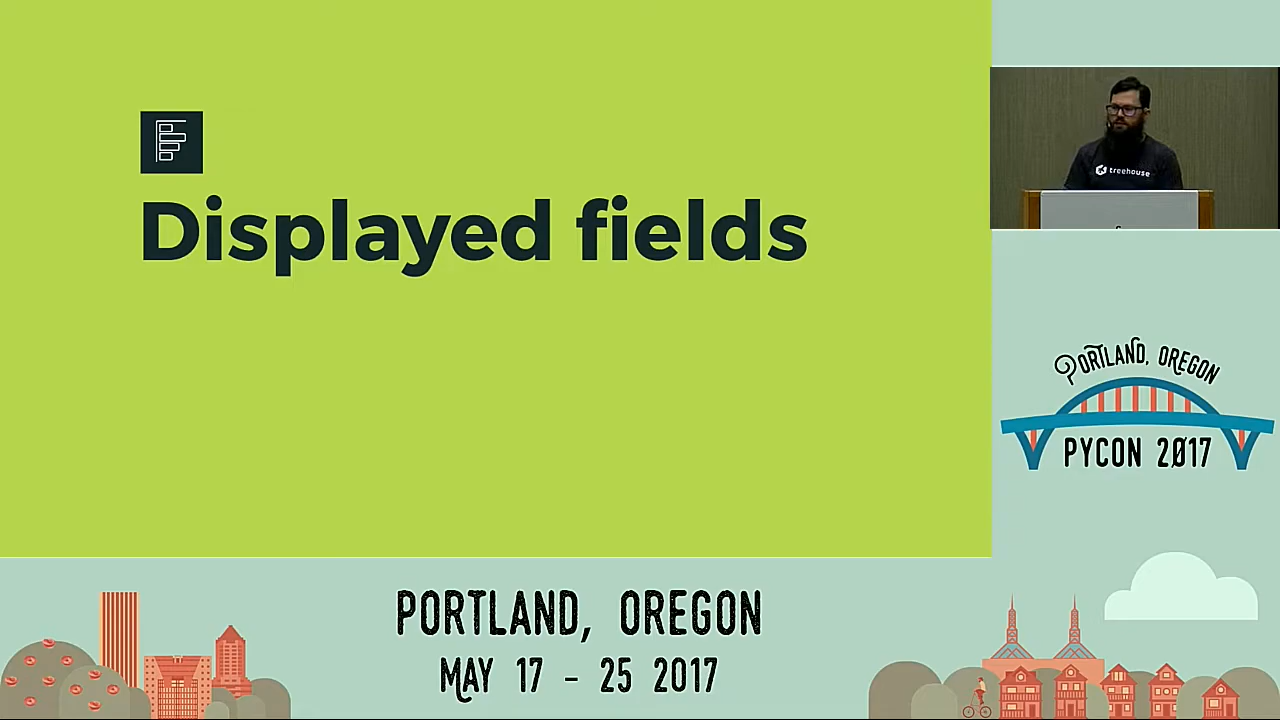 Displayed fields
treehouse
PORTLAND, OREGON
PYCON 2017
PORTLAND, OREGON
MAY 17 - 25 2017